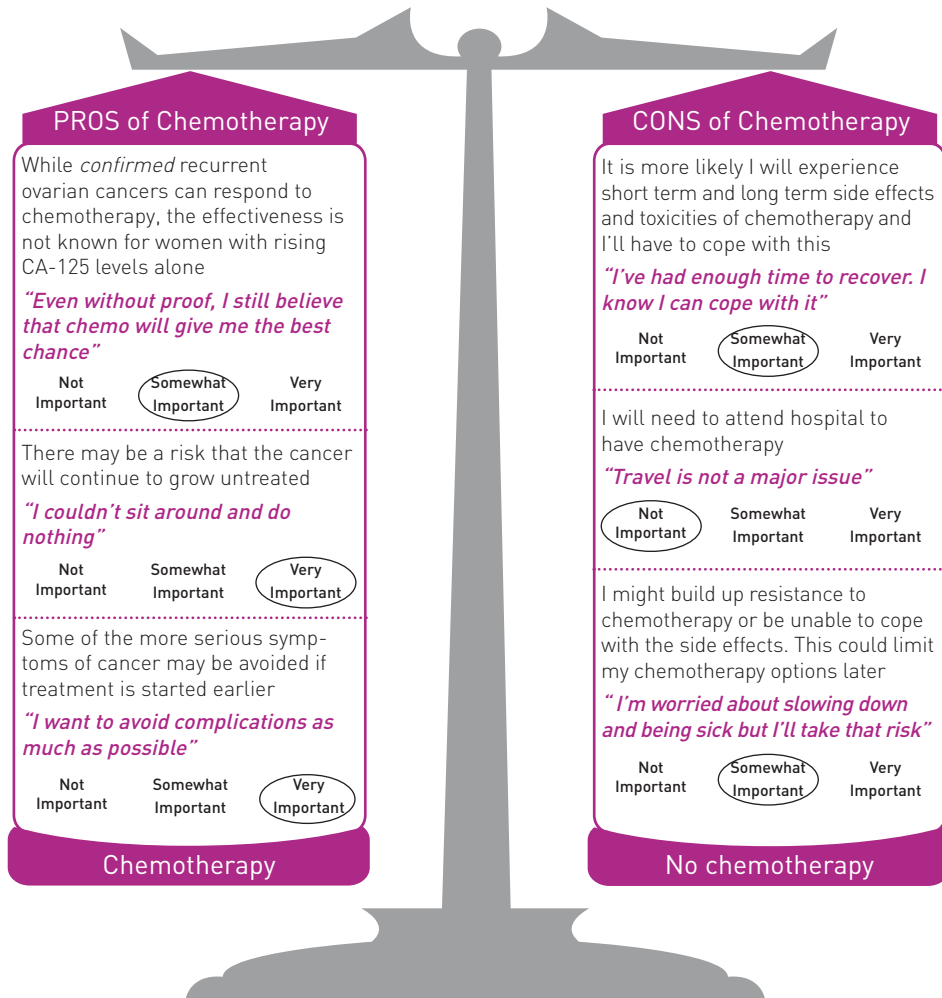 PROS of Chemotherapy
While confirmed recurrent
ovarian cancers can respond to
chemotherapy, the effectiveness is
not known for women with rising
CA-125 levels alone
“Even without proof, I still believe
that chemo will give me the best
chance”
Not Important Somewhat Important Very Important
There may be a risk that the cancer
will continue to grow untreated
“I couldn’t sit around and do
nothing”
Not Important Somewhat Important Very Important
Some of the more serious symp-
toms of cancer may be avoided if
treatment is started earlier
“I want to avoid complications as
much as possible”
Not Important Somewhat Important Very Important
Chemotherapy
CONS of Chemotherapy
It is more likely I will experience
short term and long term side effects
and toxicities of chemotherapy and
I’ll have to cope with this
“I’ve had enough time to recover. I
know I can cope with it”
Not Important Somewhat Important Very Important
I will need to attend hospital to
have chemotherapy
“Travel is not a major issue”
Not Important Somewhat Important Very Important
I might build up resistance to
chemotherapy or be unable to cope
with the side effects. This could limit
my chemotherapy options later
“ I’m worried about slowing down
and being sick but I’ll take that risk”
Not Important Somewhat Important Very Important
No chemotherapy